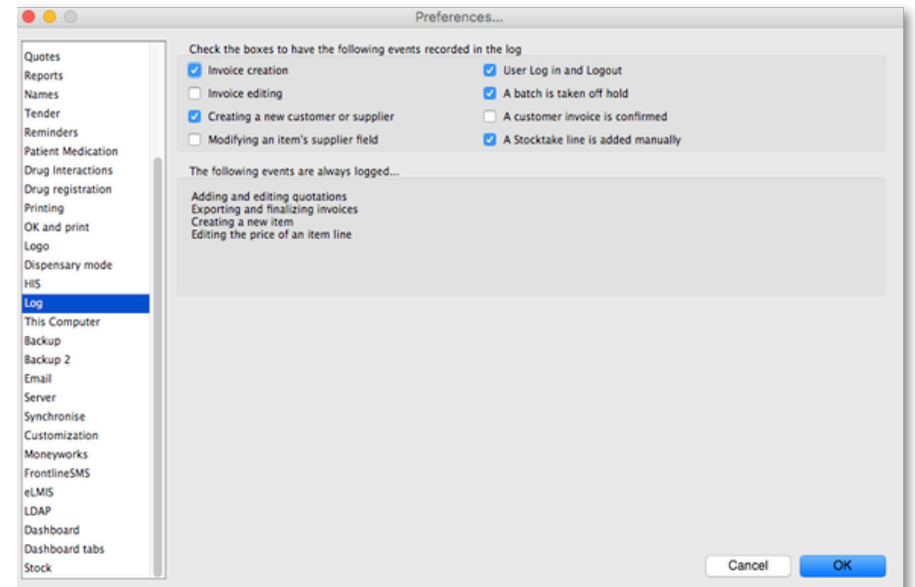 Preferences...
Quotes
Reports
Names
Tender
Reminders
Patient Medication
Drug Interactions
Drug registration
Printing
OK and print
Logo
Dispensary mode
HIS
Log
This Computer
Backup
Backup 2
Email
Server
Synchronise
Customization
Moneyworks
FrontlineSMS
eLMIS
LDAP
Dashboard
Dashboard tabs
Stock
Check the boxes to have the following events recorded in the log
Invoice creation
Invoice editing
Creating a new customer or supplier
Modifying an item's supplier field
User Log in and Logout
A batch is taken off hold
A customer invoice is confirmed
A Stocktake line is added manually
The following events are always logged...
Adding and editing quotations
Exporting and finalizing invoices
Creating a new item
Editing the price of an item line
Cancel
OK